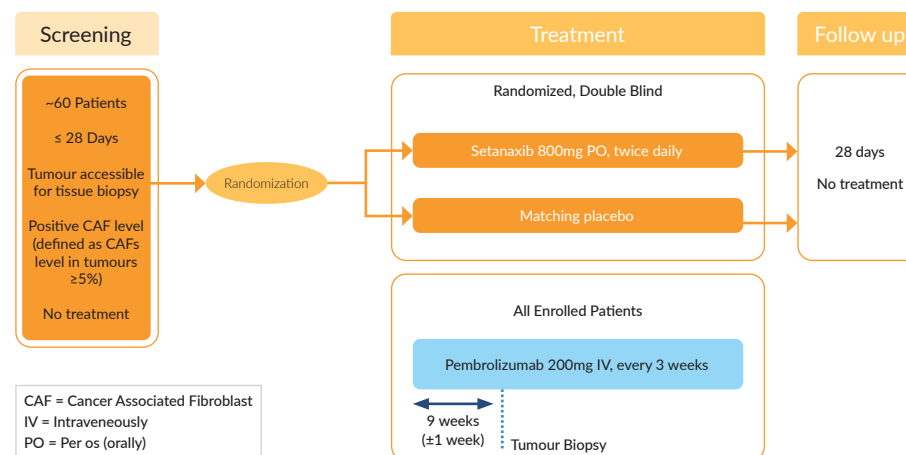 Screening
Treatment
Follow up
~60 Patients
≤ 28 Days
Tumour accessible
for tissue biopsy
Positive CAF level
(defined as CAFs
level in tumours
≥5%)
No treatment
Randomization
Randomized, Double Blind
Setanaxib 800mg PO, twice daily
Matching placebo
28 days
No treatment
All Enrolled Patients
Pembrolizumab 200mg IV, every 3 weeks
9 weeks
(±1 week)
Tumour Biopsy
CAF = Cancer Associated Fibroblast
IV = Intraveneously
PO = Per os (orally)